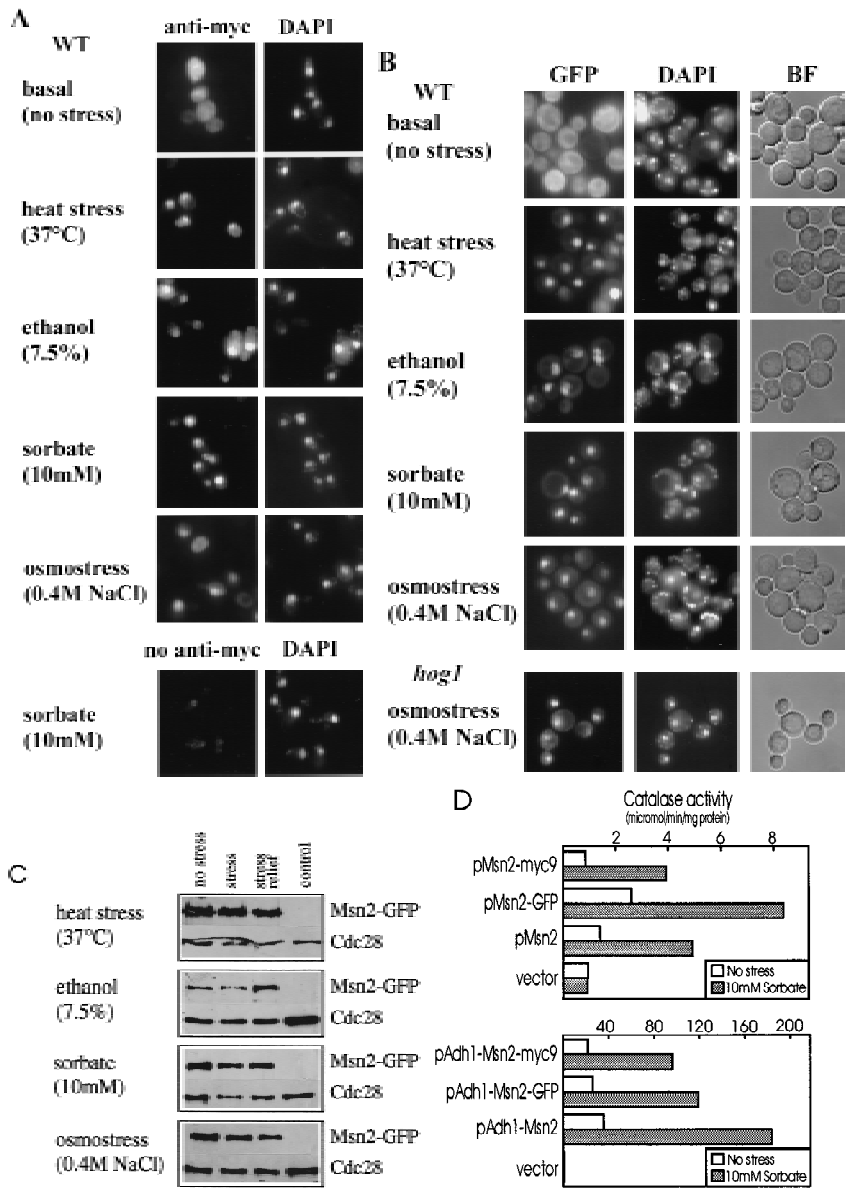 A
anti-myc DAPI
WT
basal
(no stress)
heat stress
(37°C)
ethanol
(7.5%)
sorbate
(10mM)
osmostress
(0.4M NaCl)
no anti-myc DAPI
sorbate
(10mM)
B
GFP DAPI BF
WT
basal
(no stress)
heat stress
(37°C)
ethanol
(7.5%)
sorbate
(10mM)
osmostress
(0.4M NaCl)
hog1
osmostress
(0.4M NaCl)
C
no stress
stress
stress
relief
control
heat stress
(37°C)
Msn2-GFP
Cdc28
ethanol
(7.5%)
Msn2-GFP
Cdc28
sorbate
(10mM)
Msn2-GFP
Cdc28
osmostress
(0.4M NaCl)
Msn2-GFP
Cdc28
D
Catalase activity
(micromol/min/mg protein)
2 4 6 8
pMsn2-myc9
pMsn2-GFP
pMsn2
vector
No stress
10mM Sorbate
40 80 120 160 200
pAdh1-Msn2-myc9
pAdh1-Msn2-GFP
pAdh1-Msn2
vector
No stress
10mM Sorbate